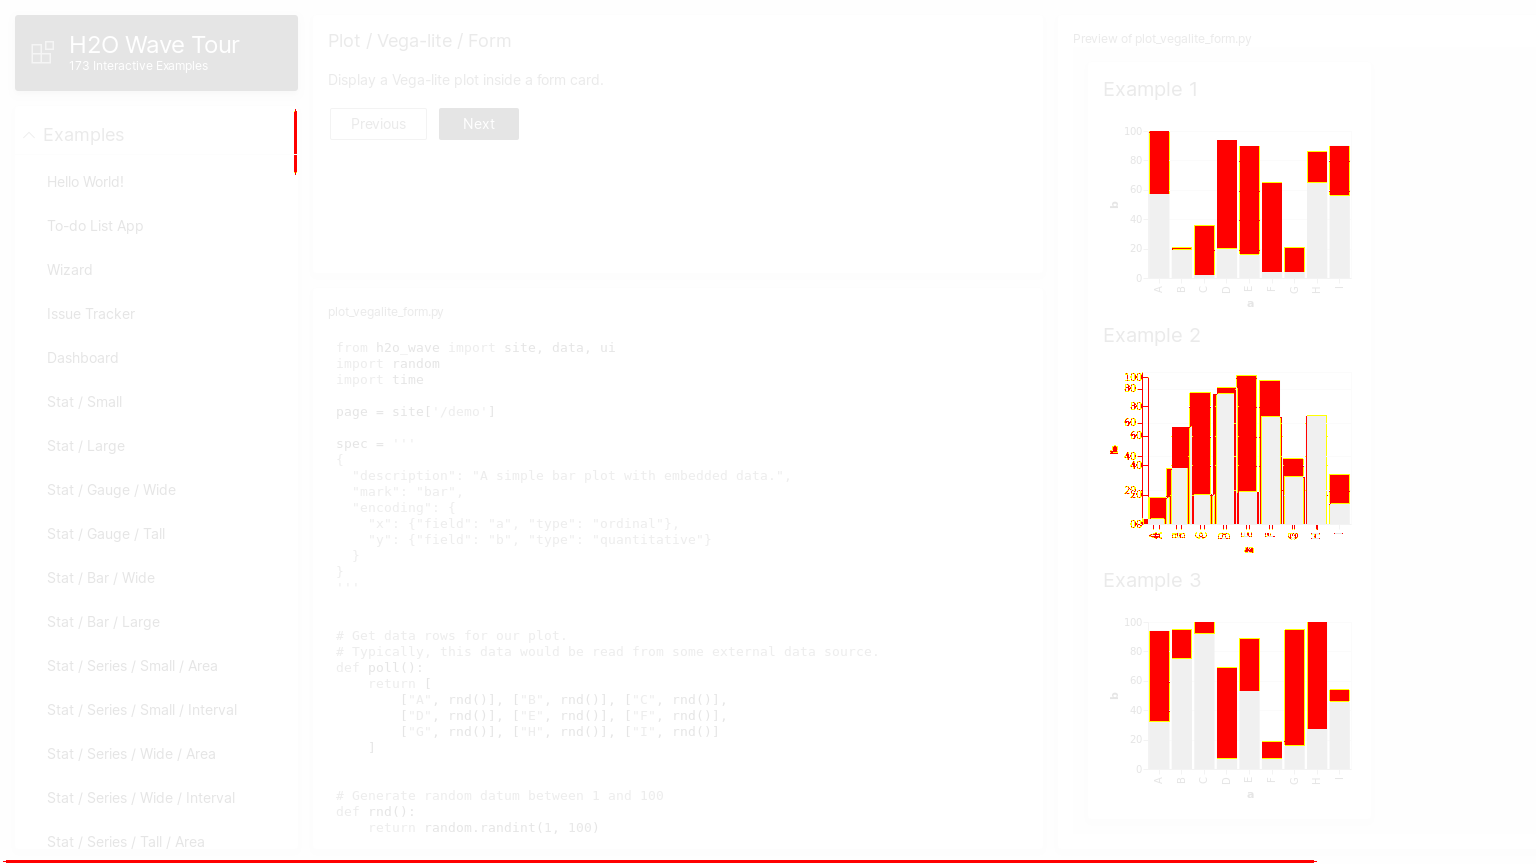 H2O Wave Tour
173 Interactive Examples
Examples
Hello World!
To-do List App
Wizard
Issue Tracker
Dashboard
Stat / Small
Stat / Large
Stat / Gauge / Wide
Stat / Gauge / Tall
Stat / Bar / Wide
Stat / Bar / Large
Stat / Series / Small / Area
Stat / Series / Small / Interval
Stat / Series / Wide / Area
Stat / Series / Wide / Interval
Stat / Series / Tall / Area
Plot / Vega-lite / Form
Display a Vega-lite plot inside a form card.
Previous Next
plot_vegalite_form.py
from h2o_wave import site, data, ui
import random
import time
page = site['/demo']
spec = '''
{
"description": "A simple bar plot with embedded data.",
"mark": "bar",
"encoding": {
"x": {"field": "a", "type": "ordinal"},
"y": {"field": "b", "type": "quantitative"}
}
}
'''
# Get data rows for our plot.
# Typically, this data would be read from some external data source.
def poll():
return [
["A", rnd()], ["B", rnd()], ["C", rnd()],
["D", rnd()], ["E", rnd()], ["F", rnd()],
["G", rnd()], ["H", rnd()], ["I", rnd()]
]
# Generate random datum between 1 and 100
def rnd():
return random.randint(1, 100)
Preview of plot_vegalite_form.py
Example 1
100
80
60
40
20
0
b
A B C D E F G H I
a
Example 2
Example 3
100
80
60
40
20
0
b
A B C D E F G H I
a